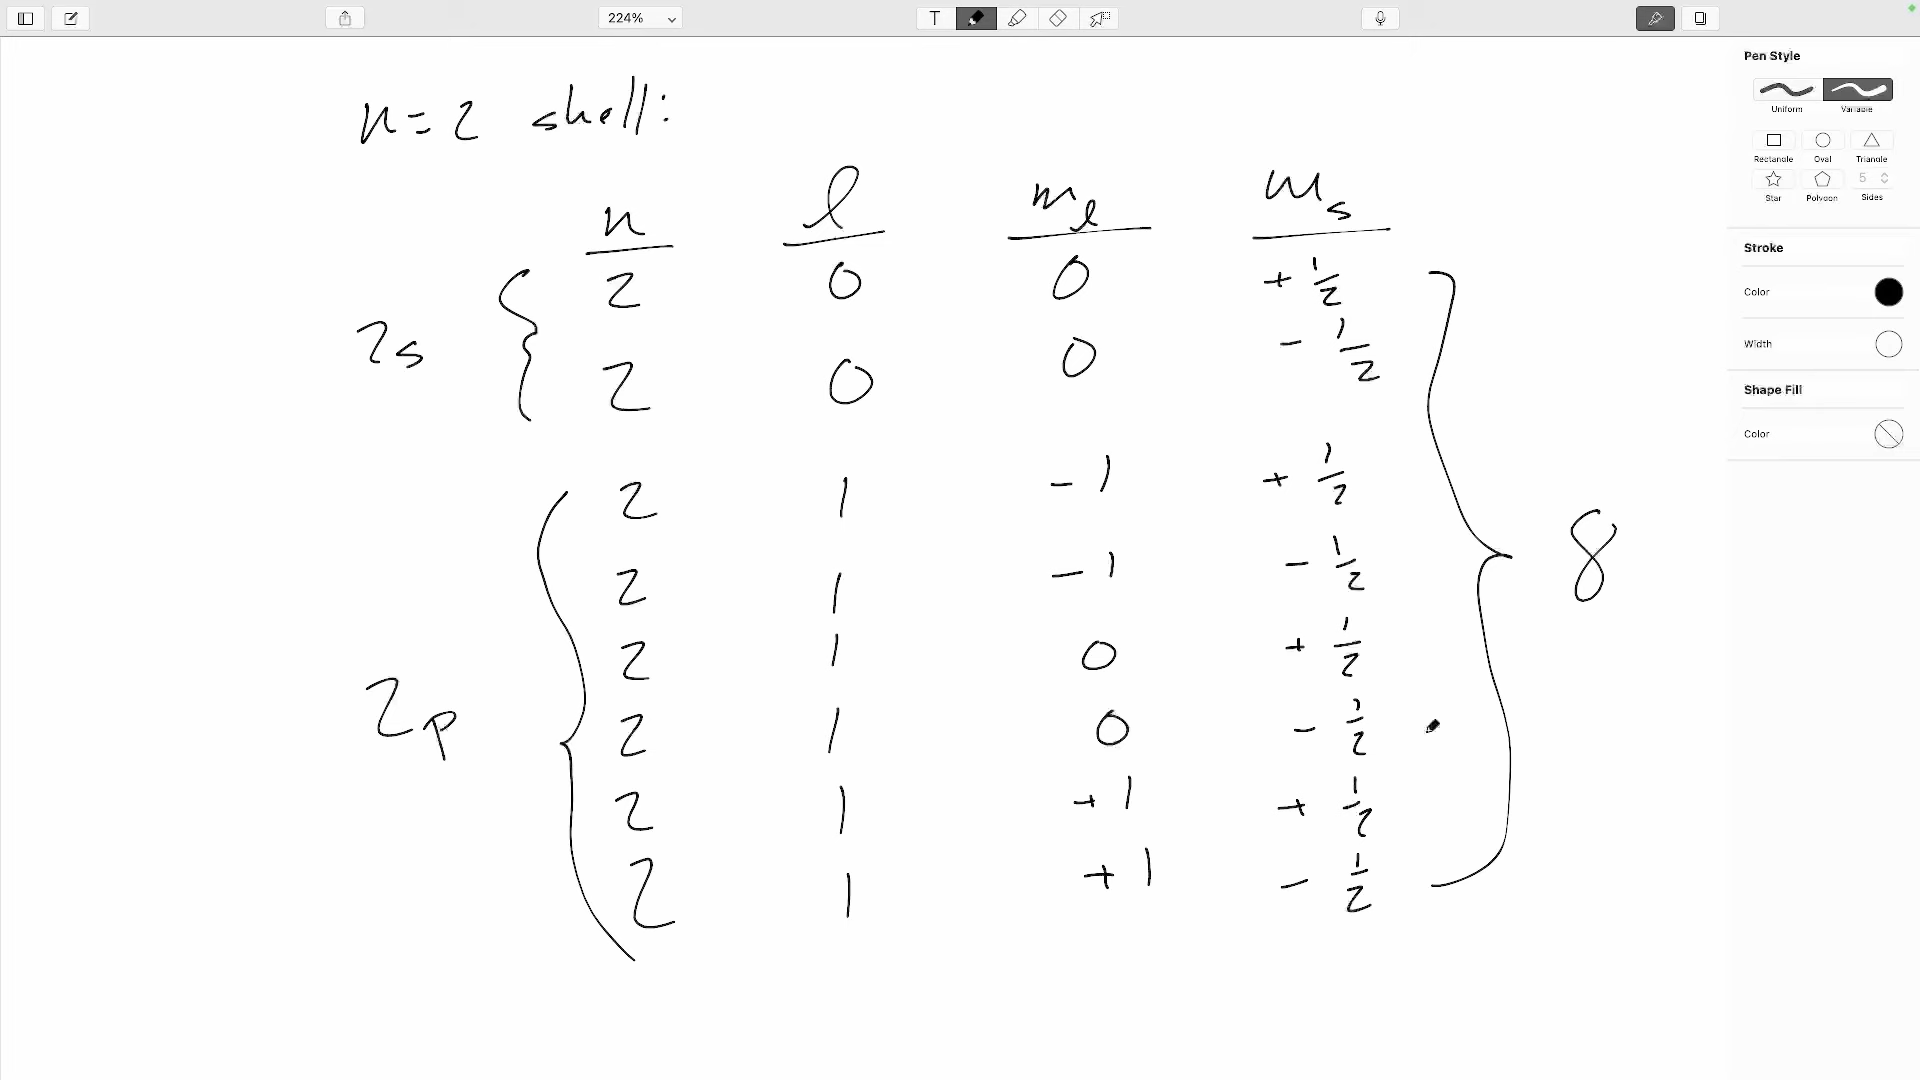 224%
T
n=2 shell:
n l m_l m_s
2 0 0 +1/2
2s
2 0 0 -1/2
2 1 -1 +1/2
2 1 -1 -1/2
8
2 1 0 +1/2
2p
2 1 0 -1/2
2 1 +1 +1/2
2 1 +1 -1/2
Pen Style
Uniform Variable
Rectangle Oval Triangle
5
Star Polygon Sides
Stroke
Color
Width
Shape Fill
Color